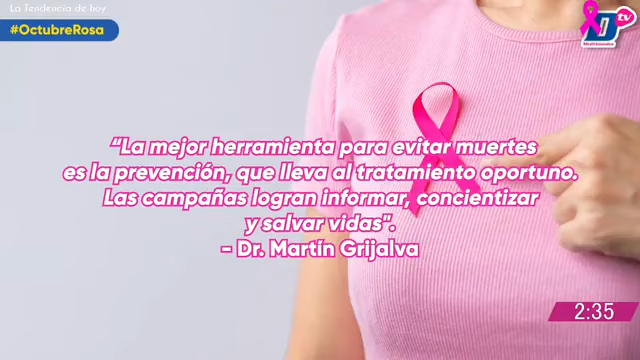 La Tendencia de hoy
#OctubreRosa
tv
“La mejor herramienta para evitar muertes
es la prevención, que lleva al tratamiento oportuno.
Las campañas logran informar, concientizar
y salvar vidas”.
- Dr. Martín Grijalva
2:35